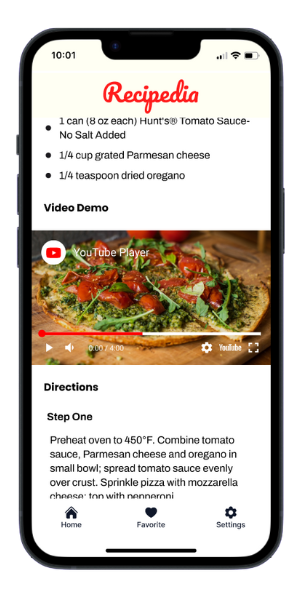 10:01
Recipedia
1 can (8 oz each) Hunt's® Tomato Sauce-
No Salt Added
1/4 cup grated Parmesan cheese
1/4 teaspoon dried oregano
Video Demo
YouTube Player
0:00 / 4:00
YouTube
Directions
Step One
Preheat oven to 450°F. Combine tomato
sauce, Parmesan cheese and oregano in
small bowl; spread tomato sauce evenly
over crust. Sprinkle pizza with mozzarella
cheese; top with pepperoni
Home
Favorite
Settings